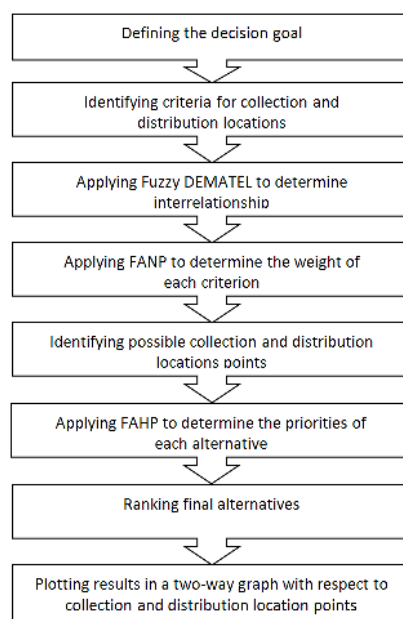 Defining the decision goal
Identifying criteria for collection and
distribution locations
Applying Fuzzy DEMATEL to determine
interrelationship
Applying FANP to determine the weight of
each criterion
Identifying possible collection and distribution
locations points
Applying FAHP to determine the priorities of
each alternative
Ranking final alternatives
Plotting results in a two-way graph with respect to
collection and distribution location points